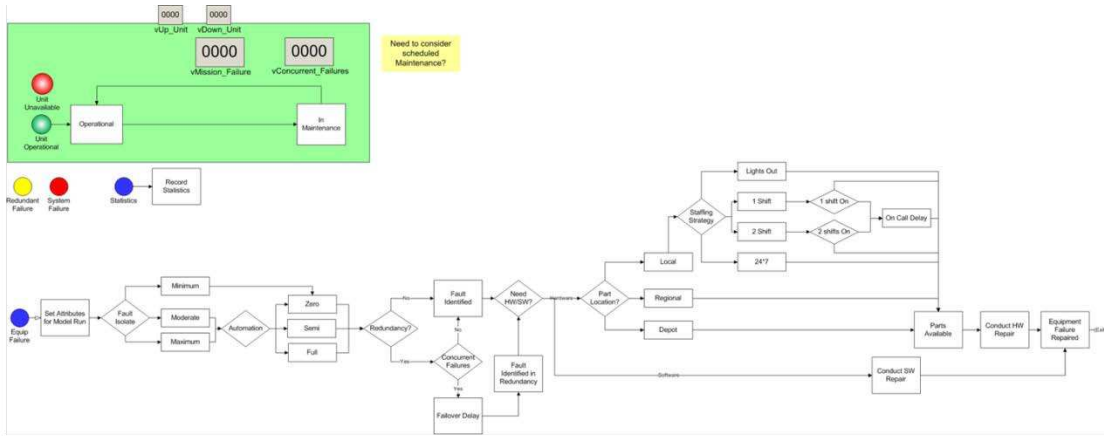 0000
0000
vUp_Unit
vDown_Unit
0000
0000
vMission_Failure
vConcurrent_Failures
Need to consider
scheduled
Maintenance?
Unit
Unavailable
Operational
In
Maintenance
Unit
Operational
Redundant
Failure
System
Failure
Statistics
Record
Statistics
Lights Out
Staffing
Strategy
1 Shift
1 shift On
On Call Delay
2 Shift
2 shifts On
24*7
Local
Equip
Failure
Set Attributes
for Model Run
Fault
Isolate
Minimum
Moderate
Maximum
Automation
Zero
Semi
Full
Redundancy?
No
Yes
Fault
Identified
No
Concurrent
Failures
Yes
Failover Delay
Need
HW/SW?
Fault
Identified in
Redundancy
Hardware
Software
Part
Location?
Regional
Depot
Parts
Available
Conduct HW
Repair
Equipment
Failure
Repaired
Conduct SW
Repair